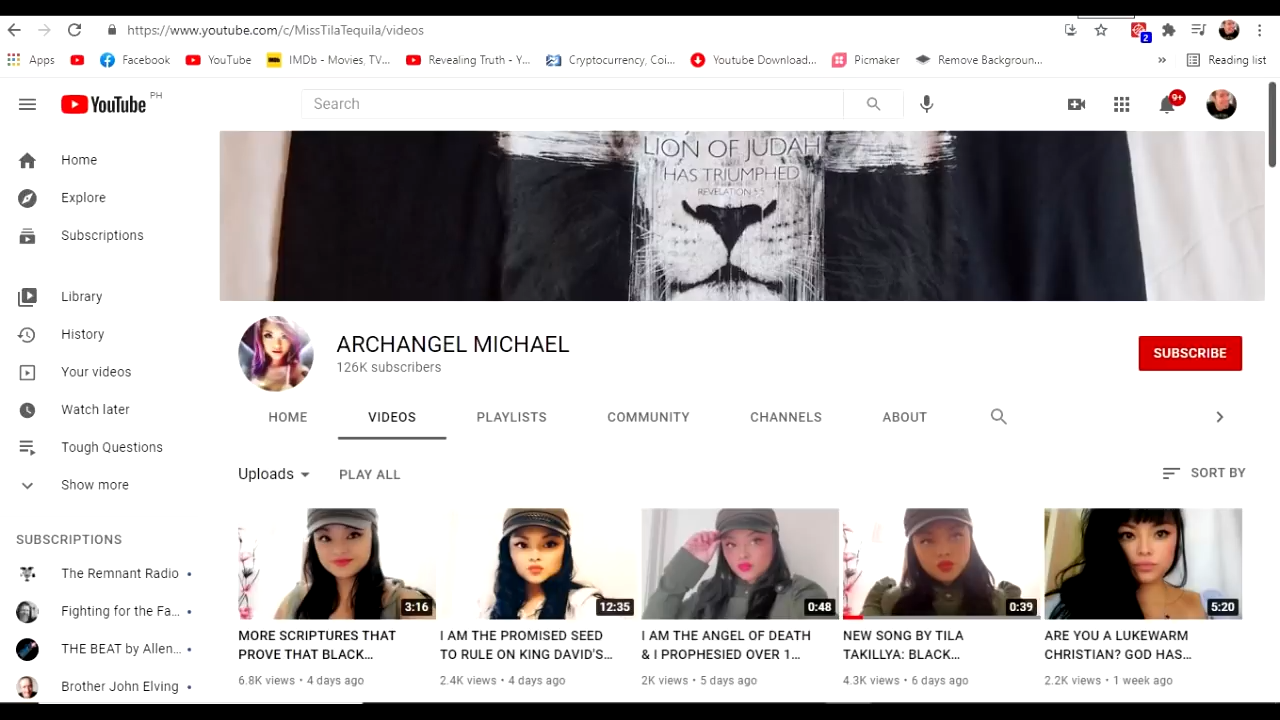 https://www.youtube.com/c/MissTilaTequila/videos
2
Apps
Facebook
YouTube
IMDb - Movies, TV...
Revealing Truth - Y...
Cryptocurrency, Coi...
Youtube Download...
Picmaker
Remove Backgroun...
»
Reading list
YouTube PH
Search
9+
Home
Explore
Subscriptions
Library
History
Your videos
Watch later
Tough Questions
Show more
SUBSCRIPTIONS
The Remnant Radio
Fighting for the Fa...
THE BEAT by Allen...
Brother John Elving
LION OF JUDAH
HAS TRIUMPHED
REVELATION 5:5
ARCHANGEL MICHAEL
126K subscribers
SUBSCRIBE
HOME
VIDEOS
PLAYLISTS
COMMUNITY
CHANNELS
ABOUT
Uploads
PLAY ALL
SORT BY
3:16
MORE SCRIPTURES THAT
PROVE THAT BLACK...
6.8K views • 4 days ago
12:35
I AM THE PROMISED SEED
TO RULE ON KING DAVID'S...
2.4K views • 4 days ago
0:48
I AM THE ANGEL OF DEATH
& I PROPHESIED OVER 1...
2K views • 5 days ago
0:39
NEW SONG BY TILA
TAKILLYA: BLACK...
4.3K views • 6 days ago
5:20
ARE YOU A LUKEWARM
CHRISTIAN? GOD HAS...
2.2K views • 1 week ago